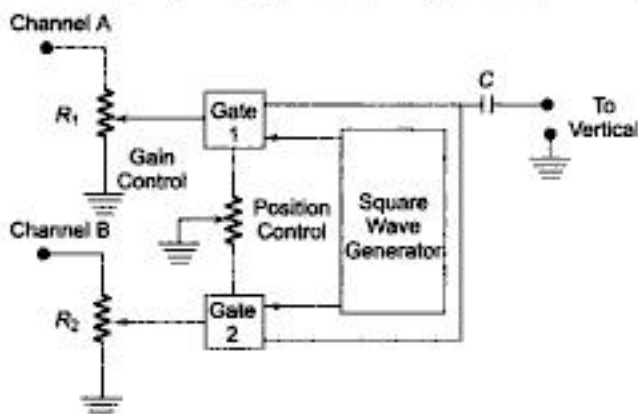 Channel A
R1
Gain
Control
Gate
1
C
To
Vertical
Position
Control
Square
Wave
Generator
Channel B
R2
Gate
2